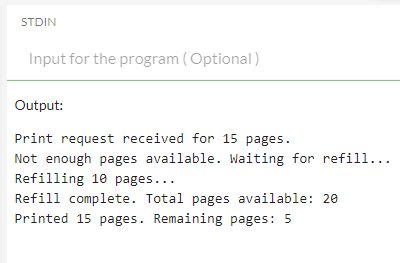 STDIN
Input for the program ( Optional )
Output:
Print request received for 15 pages.
Not enough pages available. Waiting for refill...
Refilling 10 pages...
Refill complete. Total pages available: 20
Printed 15 pages. Remaining pages: 5